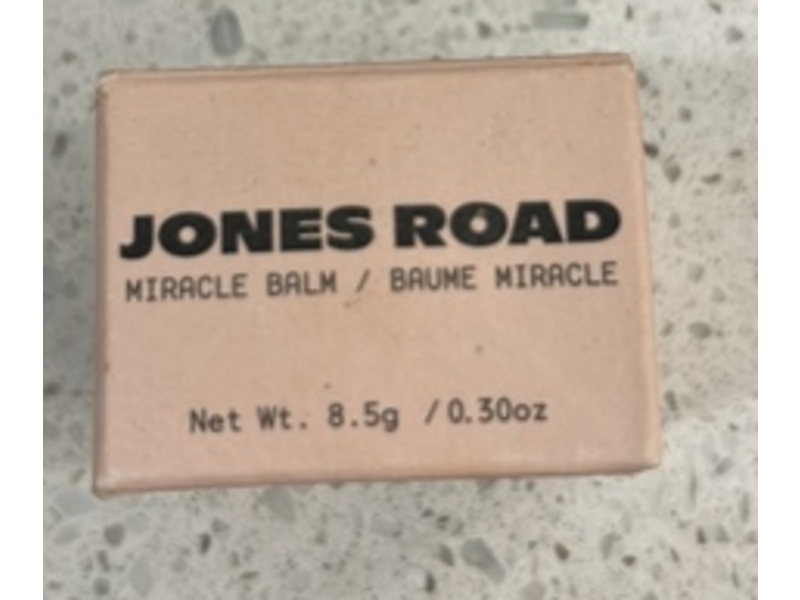 JONES ROAD
MIRACLE BALM / BAUME MIRACLE
Net Wt. 8.5g / 0.30oz